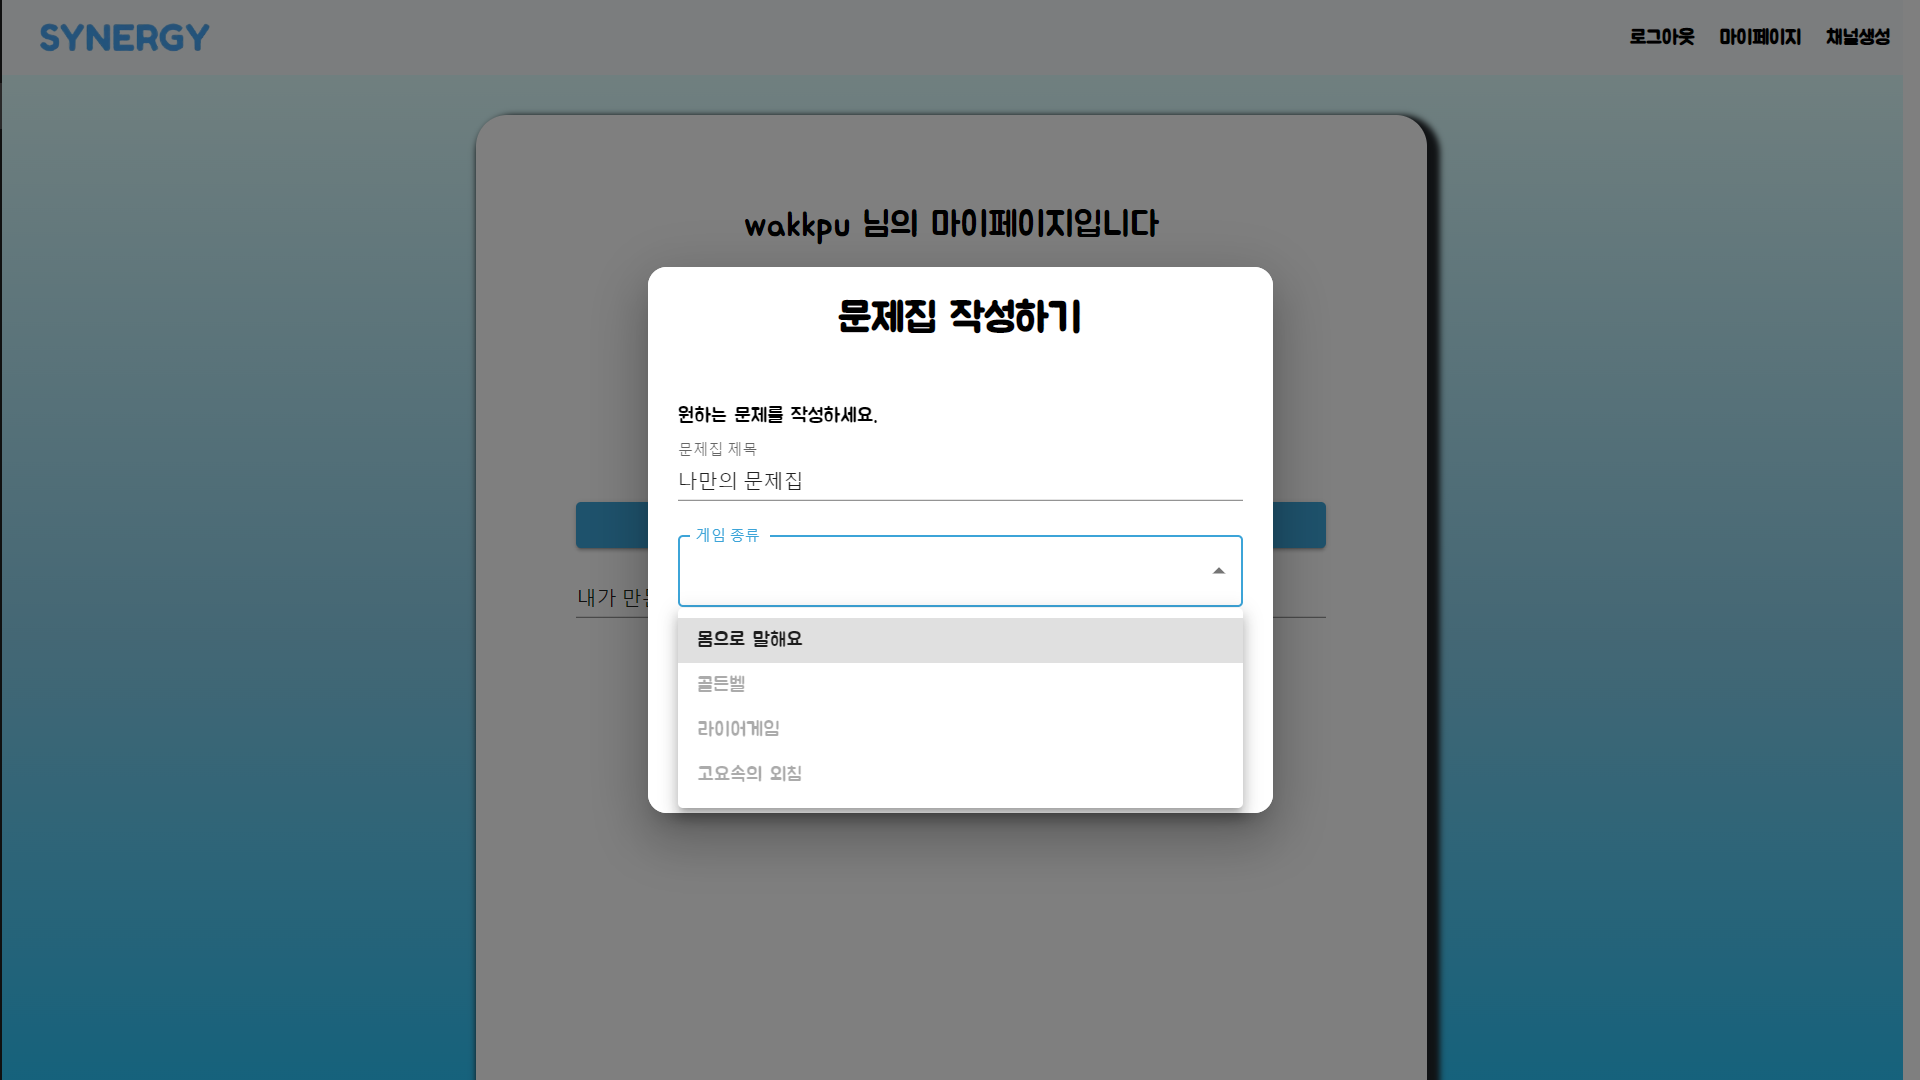 SYNERGY
로그아웃 마이페이지 채널생성
wakkpu 님의 마이페이지입니다
문제집 작성하기
원하는 문제를 작성하세요.
문제집 제목
나만의 문제집
게임 종류
내가
몸으로 말해요
골든벨
라이어게임
고요속의 외침